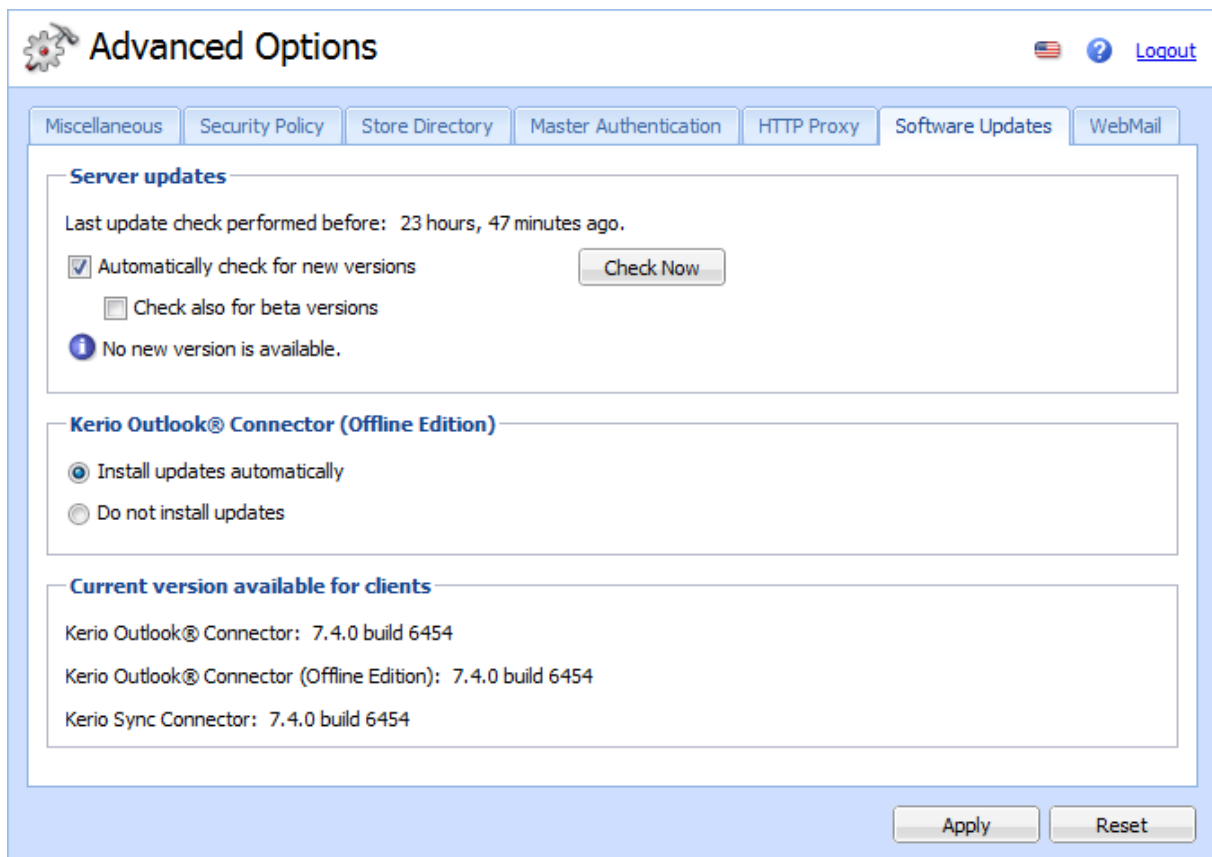 Advanced Options
Logout
Miscellaneous
Security Policy
Store Directory
Master Authentication
HTTP Proxy
Software Updates
WebMail
Server updates
Last update check performed before: 23 hours, 47 minutes ago.
Automatically check for new versions
Check Now
Check also for beta versions
No new version is available.
Kerio Outlook® Connector (Offline Edition)
Install updates automatically
Do not install updates
Current version available for clients
Kerio Outlook® Connector: 7.4.0 build 6454
Kerio Outlook® Connector (Offline Edition): 7.4.0 build 6454
Kerio Sync Connector: 7.4.0 build 6454
Apply
Reset